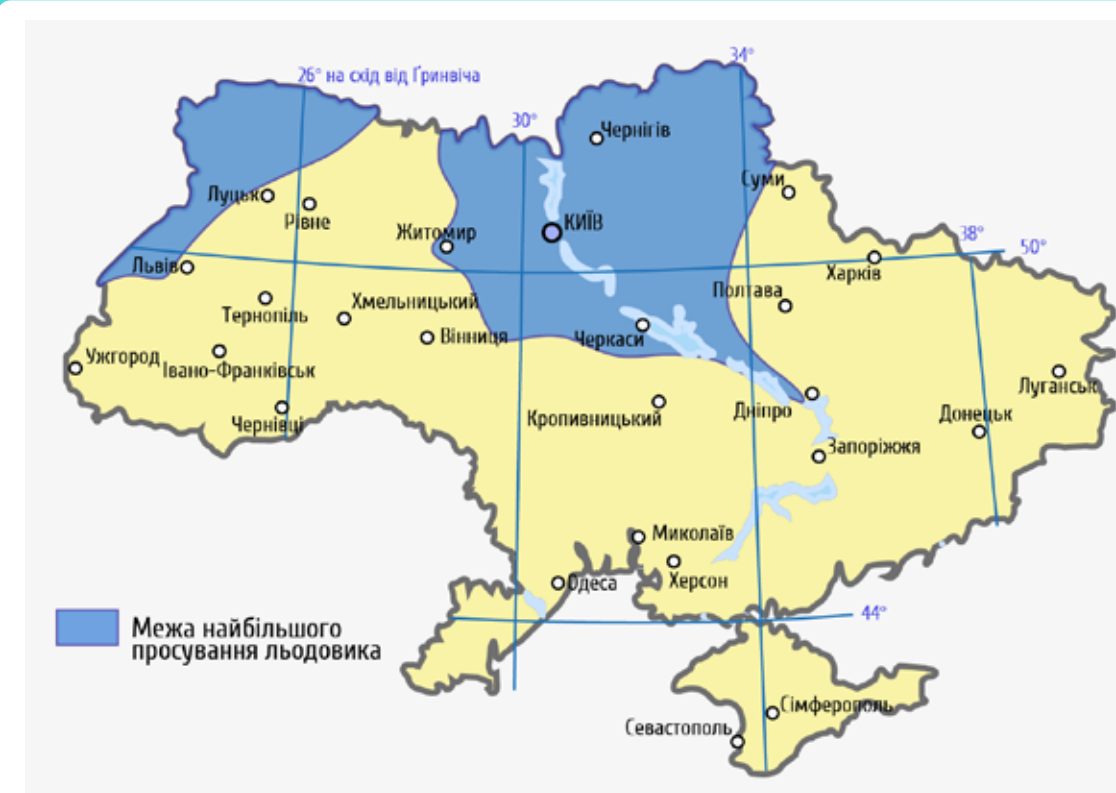 34°
26° на схід від Ґринвіча
30°
Чернігів
Суми
Луцьк
Рівне
КИЇВ
Житомир
38°
50°
Львів
Харків
Полтава
Хмельницький
Тернопіль
Вінниця
Черкаси
Ужгород
Івано-Франківськ
Луганськ
Чернівці
Кропивницький
Дніпро
Донецьк
Запоріжжя
Миколаїв
Одеса
Херсон
44°
Межа найбільшого
просування льодовика
Сімферополь
Севастополь